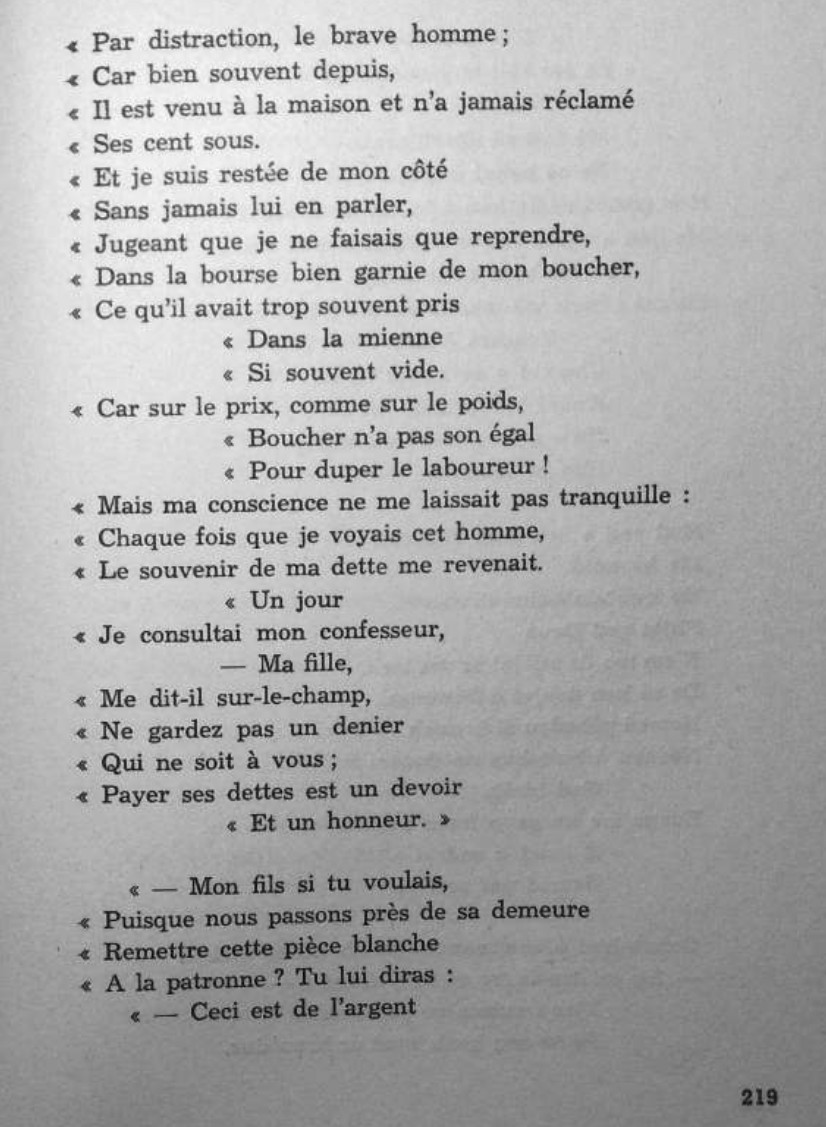 « Par distraction, le brave homme ;
« Car bien souvent depuis,
« Il est venu à la maison et n'a jamais réclamé
« Ses cent sous.
« Et je suis restée de mon côté
« Sans jamais lui en parler,
« Jugeant que je ne faisais que reprendre,
« Dans la bourse bien garnie de mon boucher,
« Ce qu'il avait trop souvent pris
« Dans la mienne
« Si souvent vide.
« Car sur le prix, comme sur le poids,
« Boucher n'a pas son égal
« Pour duper le laboureur !
« Mais ma conscience ne me laissait pas tranquille :
« Chaque fois que je voyais cet homme,
« Le souvenir de ma dette me revenait.
« Un jour
« Je consultai mon confesseur,
— Ma fille,
« Me dit-il sur-le-champ,
« Ne gardez pas un denier
« Qui ne soit à vous ;
« Payer ses dettes est un devoir
« Et un honneur. »
« — Mon fils si tu voulais,
« Puisque nous passons près de sa demeure
« Remettre cette pièce blanche
« A la patronne ? Tu lui diras :
« — Ceci est de l'argent
219